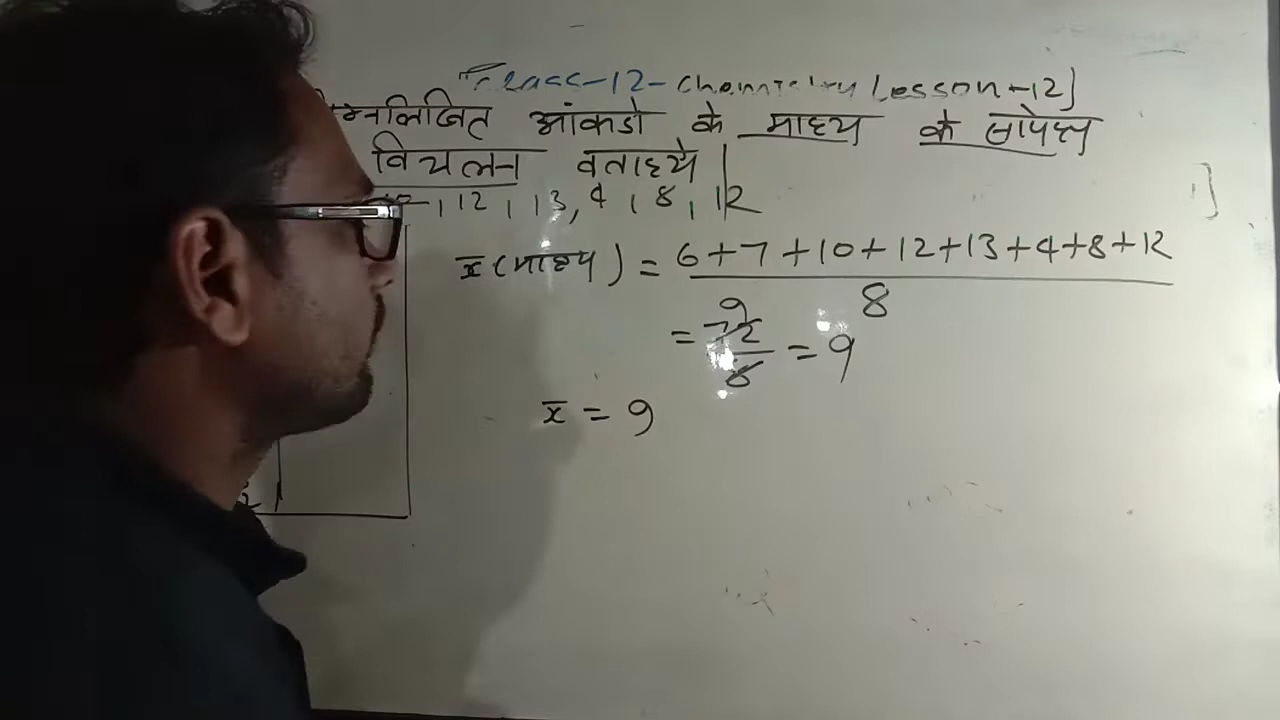 Class-12-Chemistry Lesson-12]
म्नलिखित आंकडो के माध्य के सापेक्ष
विचलन बताइये |
, 12, 13, 4, 8, 12
x̄ (माध्य) = 6+7+10+12+13+4+8+12
8
= 72/8 = 9
9
x̄ = 9